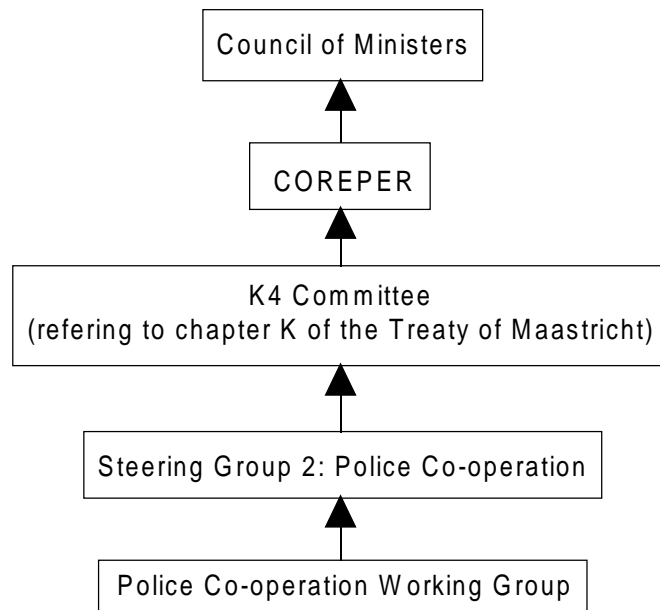 Council of Ministers
COREPER
K4 Committee
(refering to chapter K of the Treaty of Maastricht)
Steering Group 2: Police Co-operation
Police Co-operation Working Group